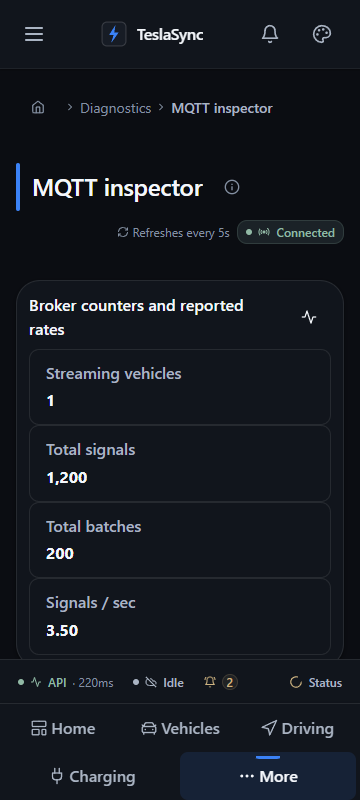 TeslaSync
Diagnostics
MQTT inspector
MQTT inspector
Refreshes every 5s
Connected
Broker counters and reported
rates
Streaming vehicles
1
Total signals
1,200
Total batches
200
Signals / sec
3.50
API · 220ms
Idle
2
Status
Home
Vehicles
Driving
Charging
More